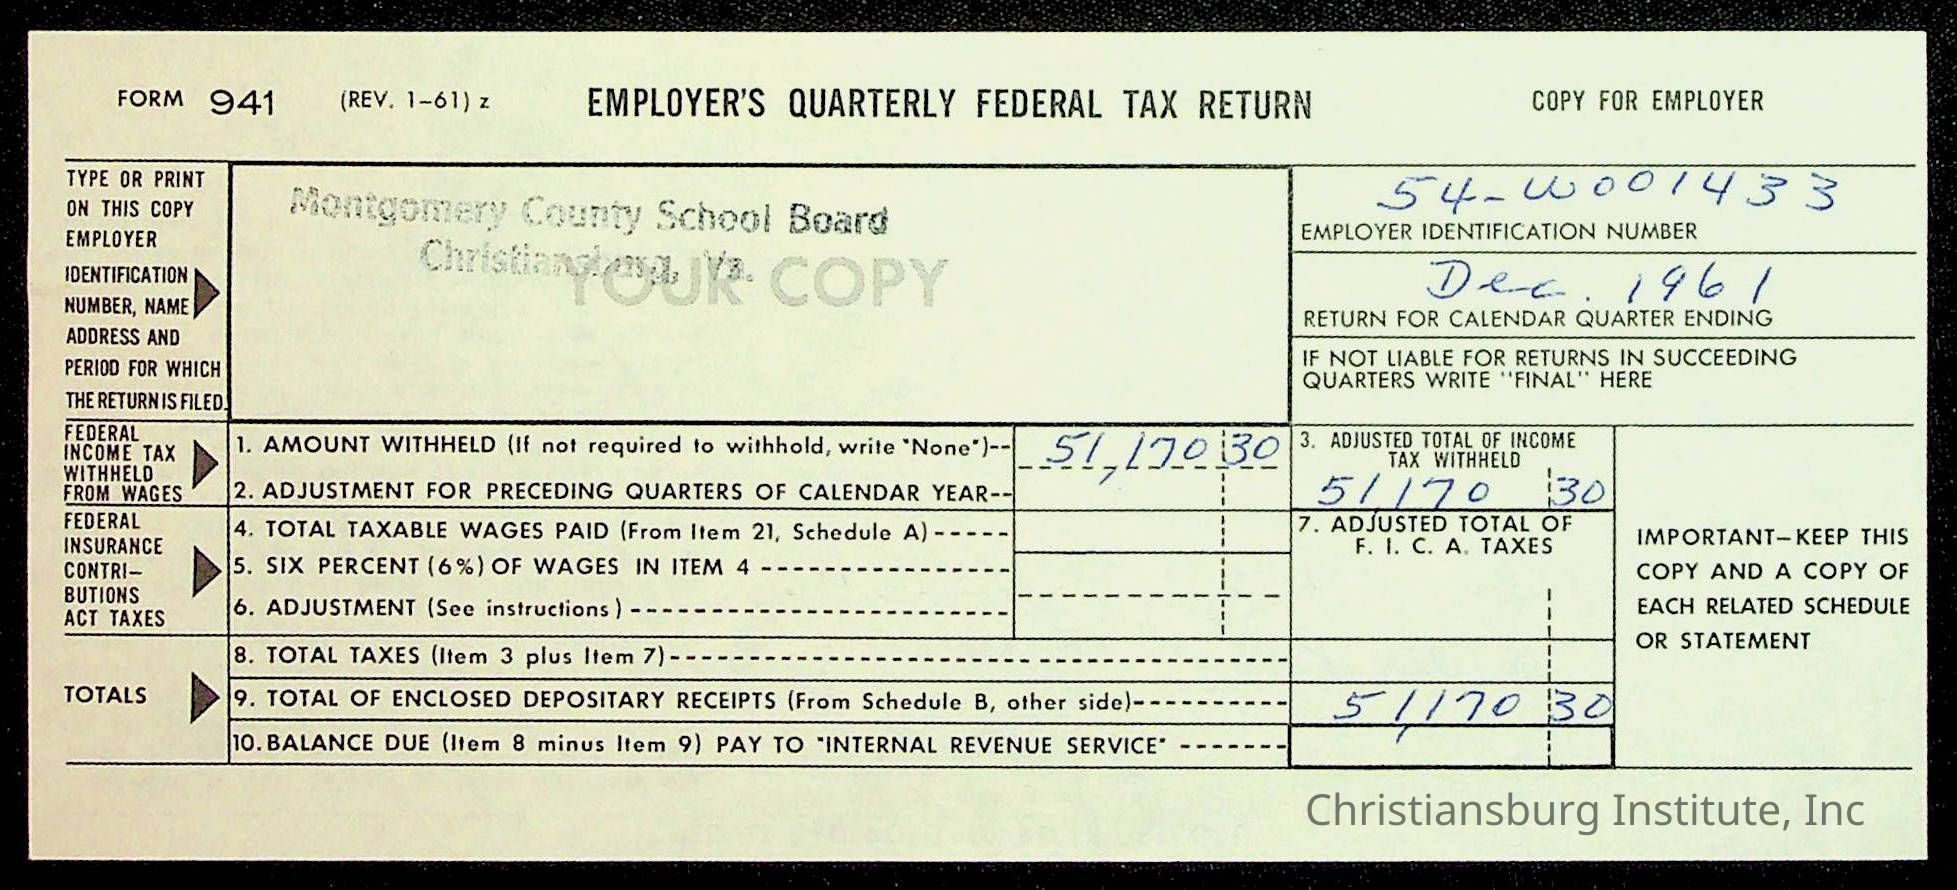 FORM 941 (REV. 1-61) z EMPLOYER'S QUARTERLY FEDERAL TAX RETURN COPY FOR EMPLOYER
TYPE OR PRINT
ON THIS COPY
EMPLOYER
IDENTIFICATION
NUMBER, NAME
ADDRESS AND
PERIOD FOR WHICH
THE RETURN IS FILED
Montgomery County School Board
Christiansburg, Va.
YOUR COPY
54-W001433
EMPLOYER IDENTIFICATION NUMBER
Dec. 1961
RETURN FOR CALENDAR QUARTER ENDING
IF NOT LIABLE FOR RETURNS IN SUCCEEDING
QUARTERS WRITE "FINAL" HERE
FEDERAL
INCOME TAX
WITHHELD
FROM WAGES
1. AMOUNT WITHHELD (If not required to withhold, write "None")-- 51,170 30
2. ADJUSTMENT FOR PRECEDING QUARTERS OF CALENDAR YEAR--
3. ADJUSTED TOTAL OF INCOME
TAX WITHHELD
51170 30
FEDERAL
INSURANCE
CONTRI-
BUTIONS
ACT TAXES
4. TOTAL TAXABLE WAGES PAID (From Item 21, Schedule A)-----
5. SIX PERCENT (6%) OF WAGES IN ITEM 4 ----------------
6. ADJUSTMENT (See instructions)------------------------
7. ADJUSTED TOTAL OF
F. I. C. A. TAXES
IMPORTANT-KEEP THIS
COPY AND A COPY OF
EACH RELATED SCHEDULE
OR STATEMENT
TOTALS
8. TOTAL TAXES (Item 3 plus Item 7)----------------------------------------
9. TOTAL OF ENCLOSED DEPOSITARY RECEIPTS (From Schedule B, other side)---------- 51,170 30
10. BALANCE DUE (Item 8 minus Item 9) PAY TO "INTERNAL REVENUE SERVICE" -------
Christiansburg Institute, Inc